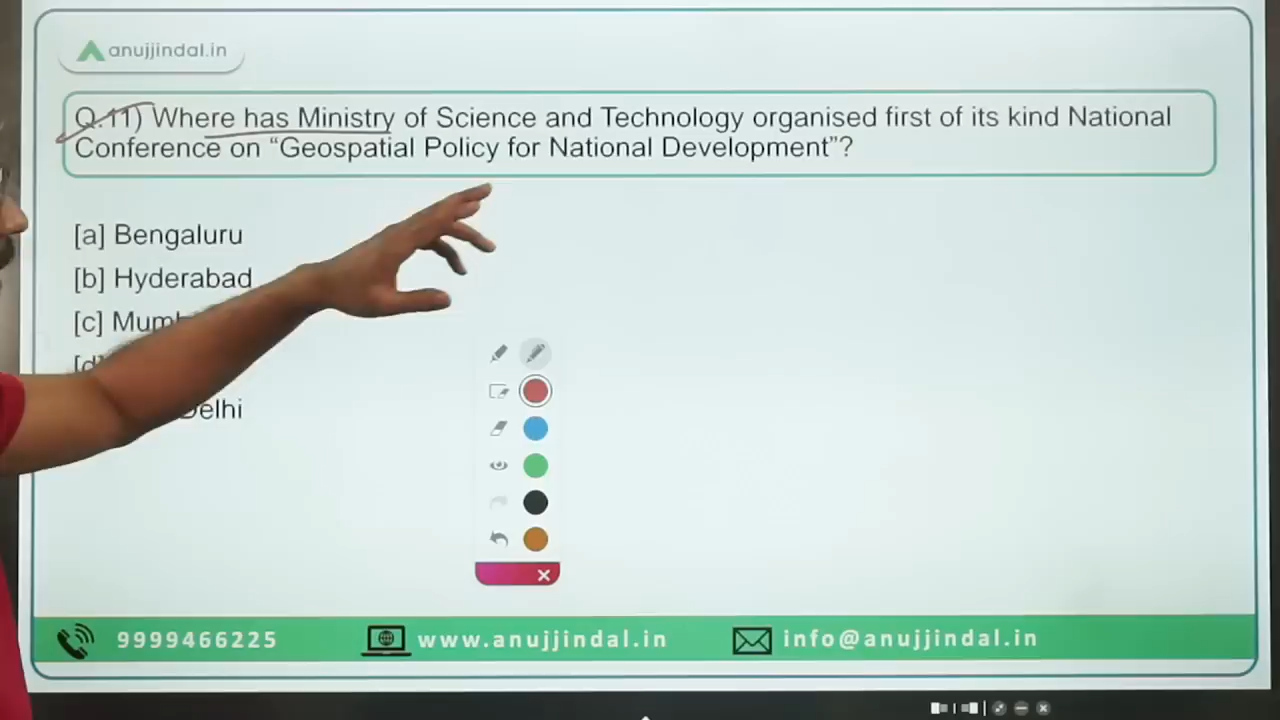 anujjindal.in
Q.11) Where has Ministry of Science and Technology organised first of its kind National
Conference on “Geospatial Policy for National Development”?
[a] Bengaluru
[b] Hyderabad
[c]
[d]
Delhi
9999466225
www.anujjindal.in
info@anujjindal.in